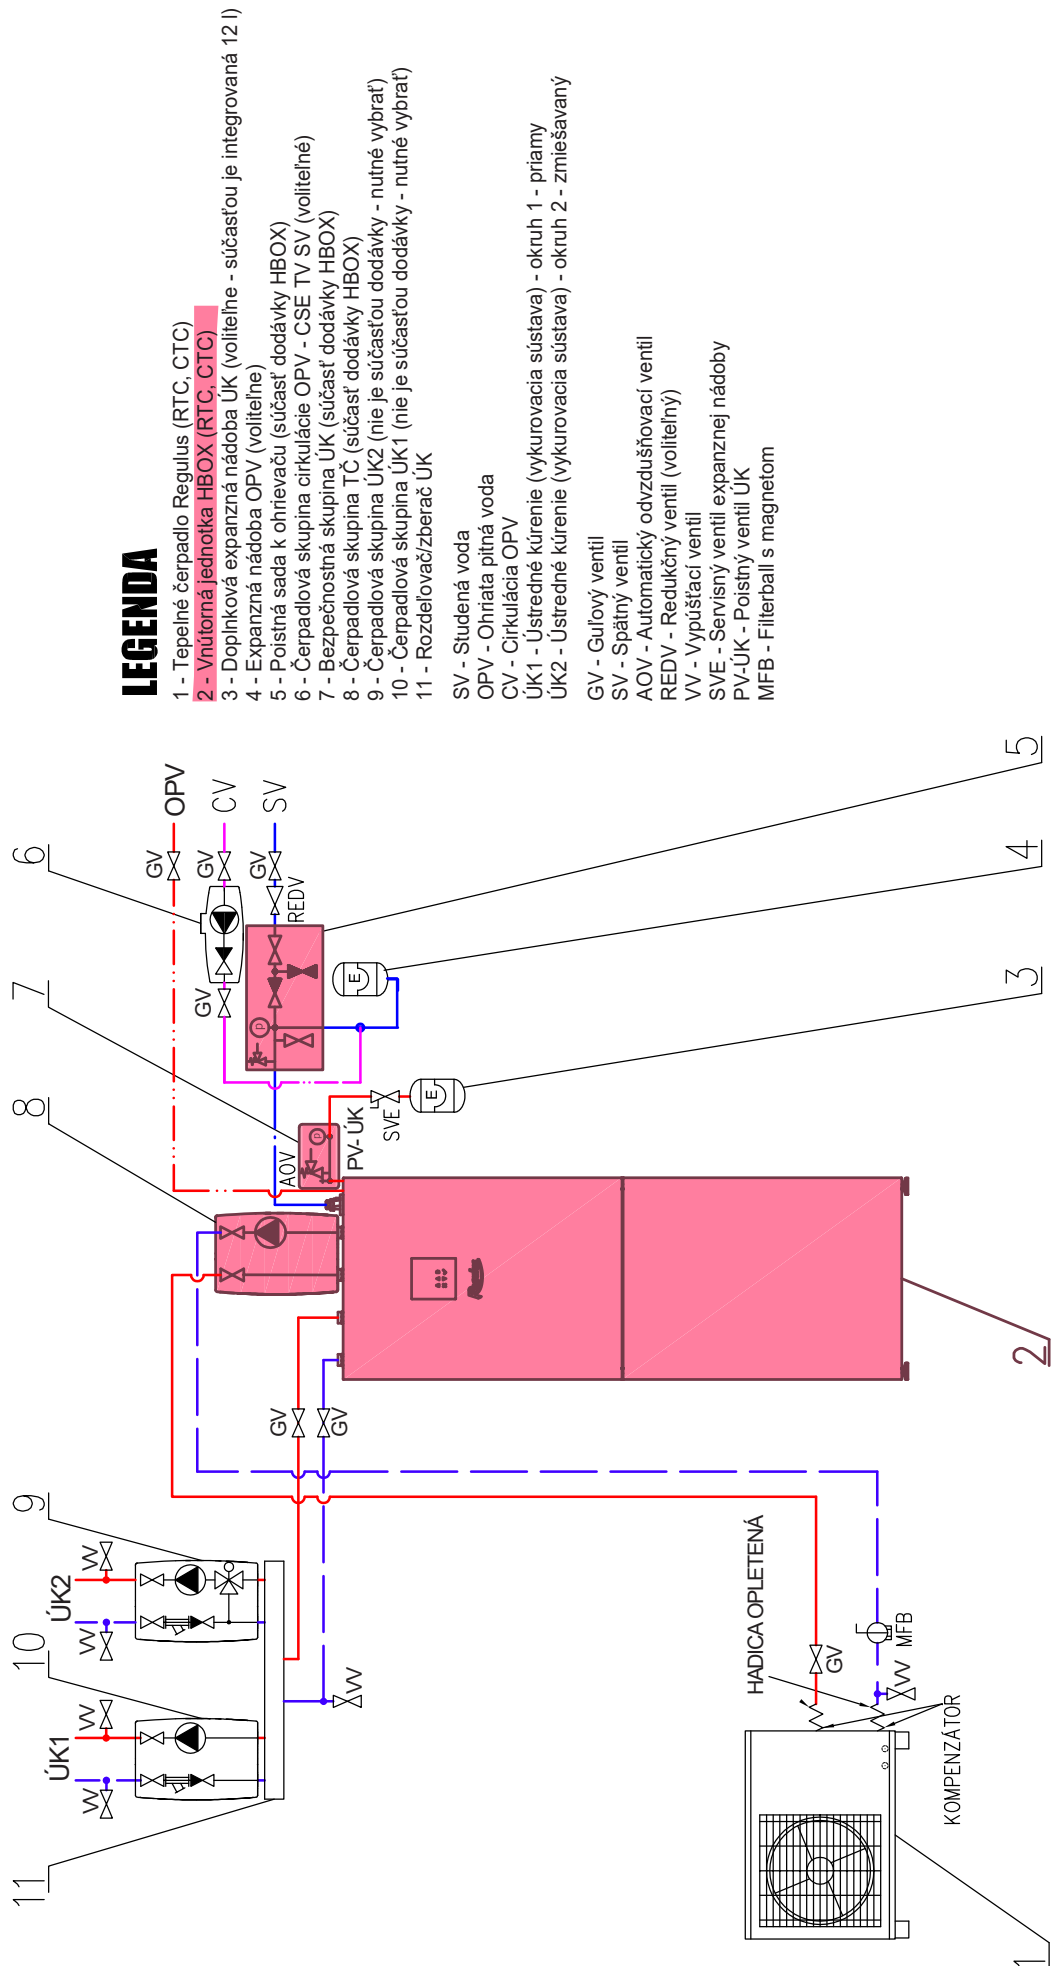 LEGENDA
1 - Tepelné čerpadlo Regulus (RTC, CTC)
2 - Vnútorná jednotka HBOX (RTC, CTC)
3 - Doplnková expanzná nádoba ÚK (voliteľne - súčasťou je integrovaná 12 l)
4 - Expanzná nádoba OPV (voliteľne)
5 - Poistná sada k ohrievaču (súčasť dodávky HBOX)
6 - Čerpadlová skupina cirkulácie OPV - CSE TV SV (voliteľné)
7 - Bezpečnostná skupina ÚK (súčasť dodávky HBOX)
8 - Čerpadlová skupina TČ (súčasť dodávky HBOX)
9 - Čerpadlová skupina ÚK2 (nie je súčasťou dodávky - nutné vybrať)
10 - Čerpadlová skupina ÚK1 (nie je súčasťou dodávky - nutné vybrať)
11 - Rozdeľovač/zberač ÚK
SV - Studená voda
OPV - Ohriata pitná voda
CV - Cirkulácia OPV
ÚK1 - Ústredné kúrenie (vykurovacia sústava) - okruh 1 - priamy
ÚK2 - Ústredné kúrenie (vykurovacia sústava) - okruh 2 - zmiešavaný
GV - Guľový ventil
SV - Spätný ventil
AOV - Automatický odvzdušňovací ventil
REDV - Redukčný ventil (voliteľný)
VV - Vypúšťací ventil
SVE - Servisný ventil expanznej nádoby
PV-ÚK - Poistný ventil ÚK
MFB - Filterball s magnetom
11
10
9
8
7
6
ÚK1
ÚK2
VV
VV
VV
VV
OPV
CV
SV
GV
GV
GV
GV
REDV
p
E
AOV
p
PV- ÚK
SVE
E
GV
GV
VV
HADICA OPLETENÁ
GV
MFB
VV
KOMPENZÁTOR
1
2
3
4
5